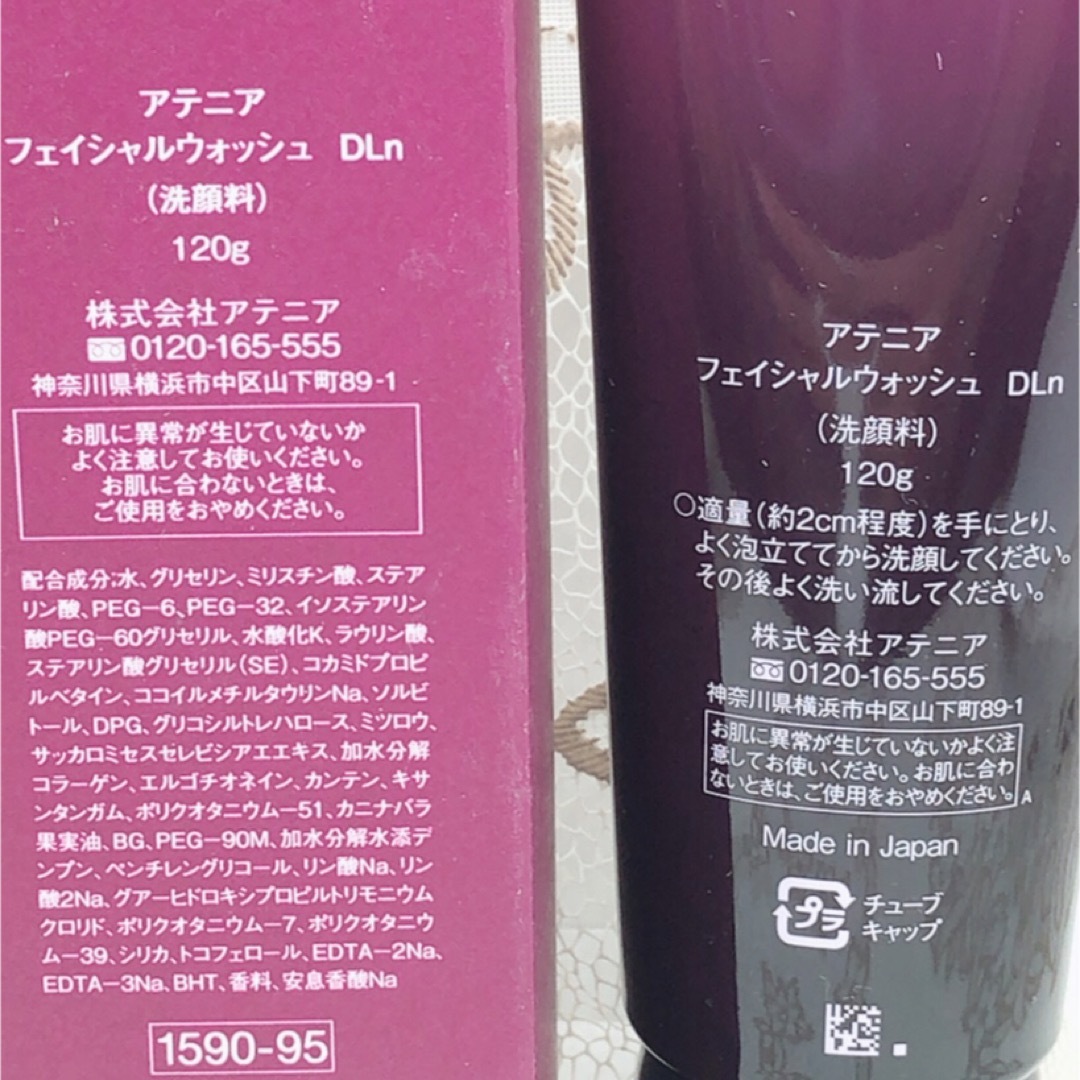 アテニア
フェイシャルウォッシュ DLn
(洗顔料)
120g
株式会社アテニア
0120-165-555
神奈川県横浜市中区山下町89-1
お肌に異常が生じていないか
よく注意してお使いください。
お肌に合わないときは、
ご使用をおやめください。
配合成分:水、グリセリン、ミリスチン酸、ステア
リン酸、PEG-6、PEG-32、イソステアリン
酸PEG-60グリセリル、水酸化K、ラウリン酸、
ステアリン酸グリセリル(SE)、コカミドプロピ
ルベタイン、ココイルメチルタウリンNa、ソルビ
トール、DPG、グリコシルトレハロース、ミツロウ、
サッカロミセスセレビシアエエキス、加水分解
コラーゲン、エルゴチオネイン、カンテン、キサ
ンタンガム、ポリクオタニウム-51、カニナバラ
果実油、BG、PEG-90M、加水分解水添デ
ンプン、ペンチレングリコール、リン酸Na、リン
酸2Na、グアーヒドロキシプロピルトリモニウム
クロリド、ポリクオタニウム-7、ポリクオタニウ
ム-39、シリカ、トコフェロール、EDTA-2Na、
EDTA-3Na、BHT、香料、安息香酸Na
1590-95
アテニア
フェイシャルウォッシュ DLn
(洗顔料)
120g
○適量(約2cm程度)を手にとり、
よく泡立ててから洗顔してください。
その後よく洗い流してください。
株式会社アテニア
0120-165-555
神奈川県横浜市中区山下町89-1
お肌に異常が生じていないかよく注
意してお使いください。お肌に合わ
ないときは、ご使用をおやめください。 A
Made in Japan
プラ チューブ
キャップ